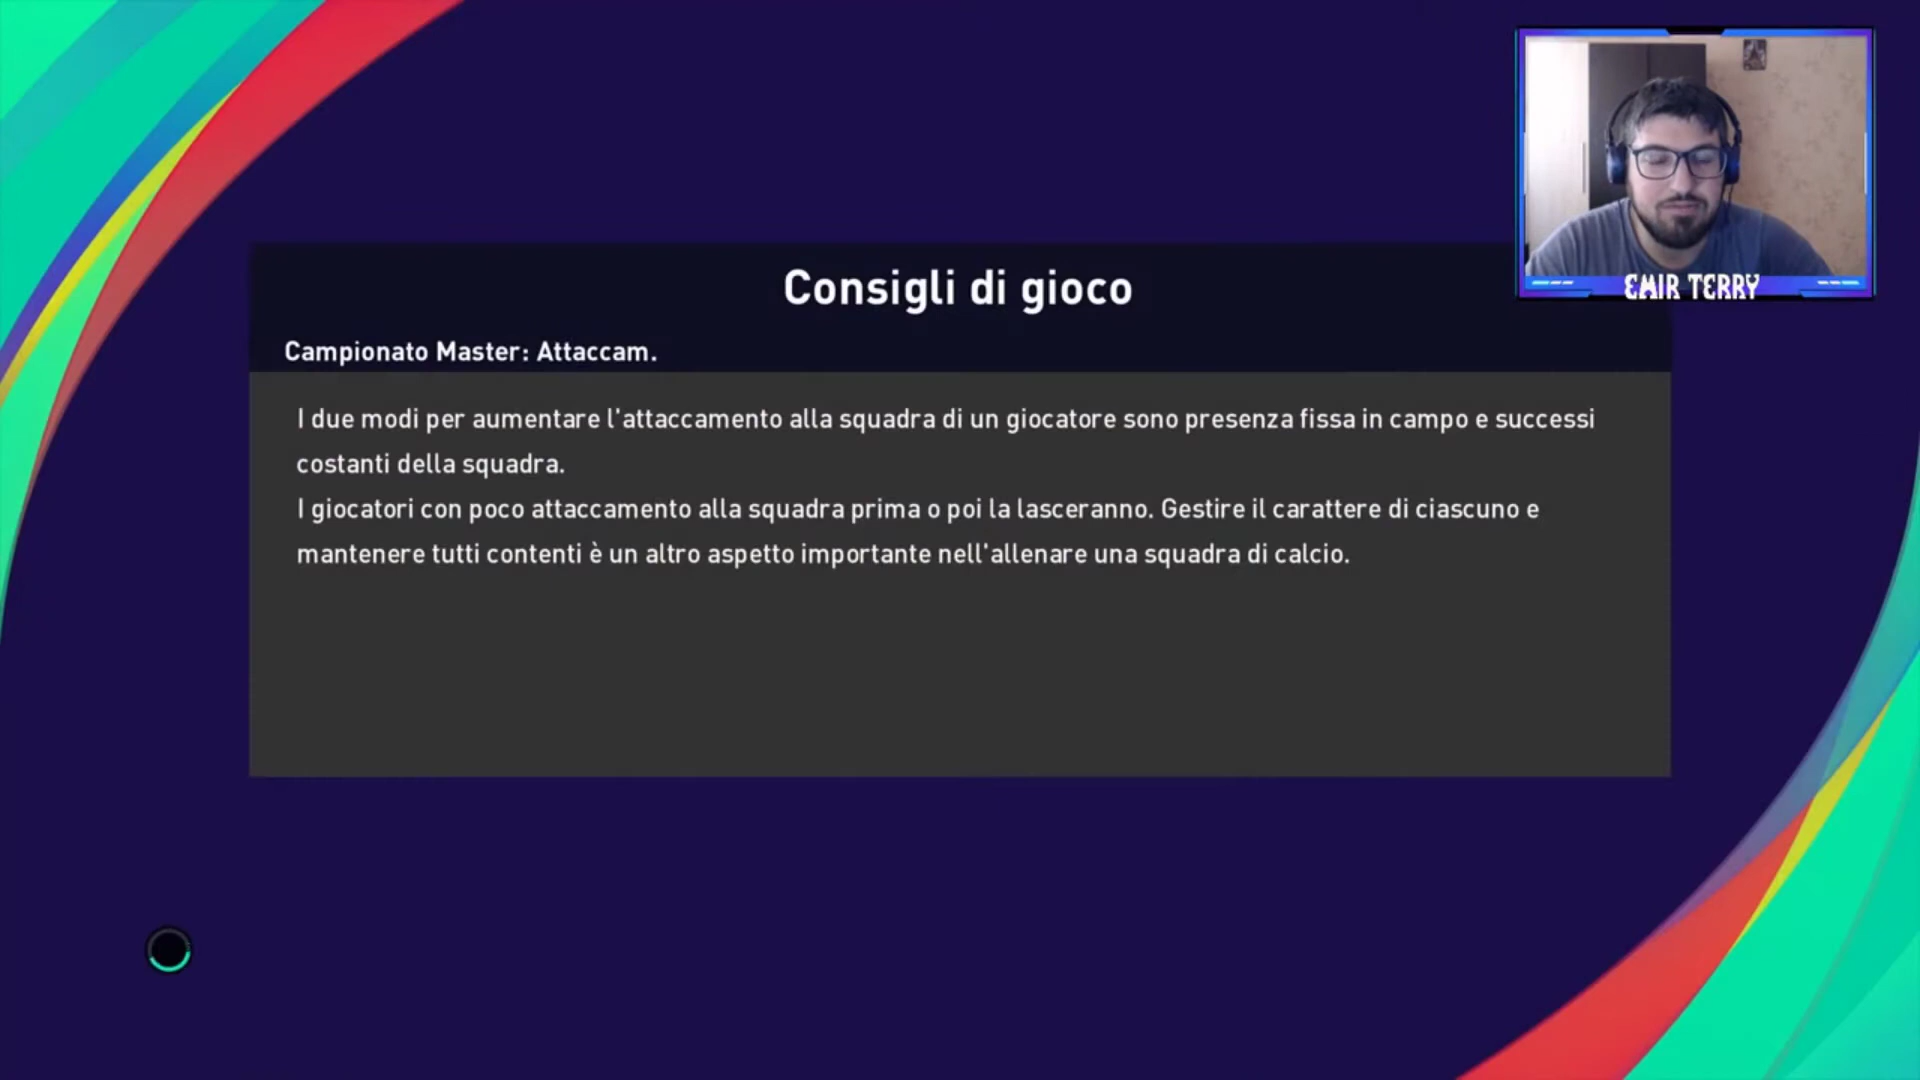 Consigli di gioco
EMIR TERRY
Campionato Master: Attaccam.
I due modi per aumentare l'attaccamento alla squadra di un giocatore sono presenza fissa in campo e successi
costanti della squadra.
I giocatori con poco attaccamento alla squadra prima o poi la lasceranno. Gestire il carattere di ciascuno e
mantenere tutti contenti è un altro aspetto importante nell'allenare una squadra di calcio.